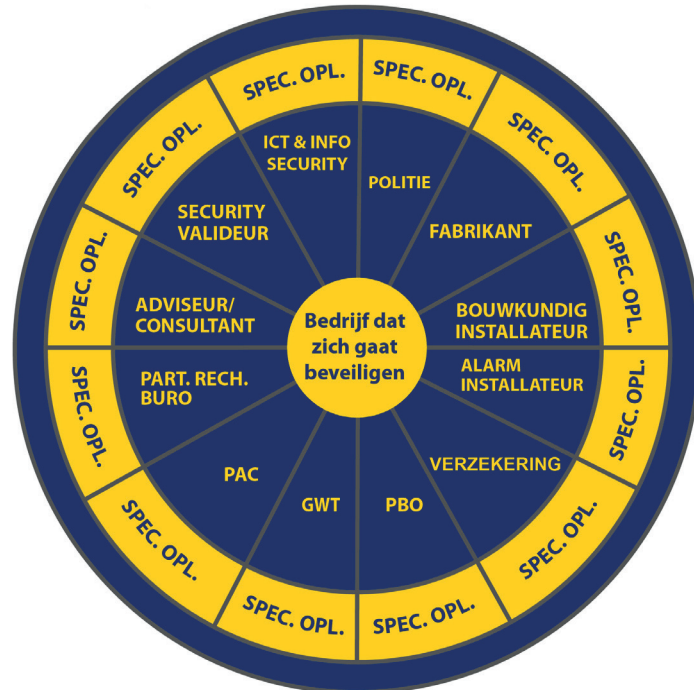 SPEC. OPL.
SPEC. OPL.
SPEC. OPL.
SPEC. OPL.
SPEC. OPL.
SPEC. OPL.
SPEC. OPL.
SPEC. OPL.
SPEC. OPL.
SPEC. OPL.
SPEC. OPL.
SPEC. OPL.
ICT & INFO
SECURITY
POLITIE
FABRIKANT
BOUWKUNDIG
INSTALLATEUR
ALARM
INSTALLATEUR
VERZEKERING
PBO
GWT
PAC
PART. RECH.
BURO
ADVISEUR/
CONSULTANT
SECURITY
VALIDEUR
Bedrijf dat
zich gaat
beveiligen